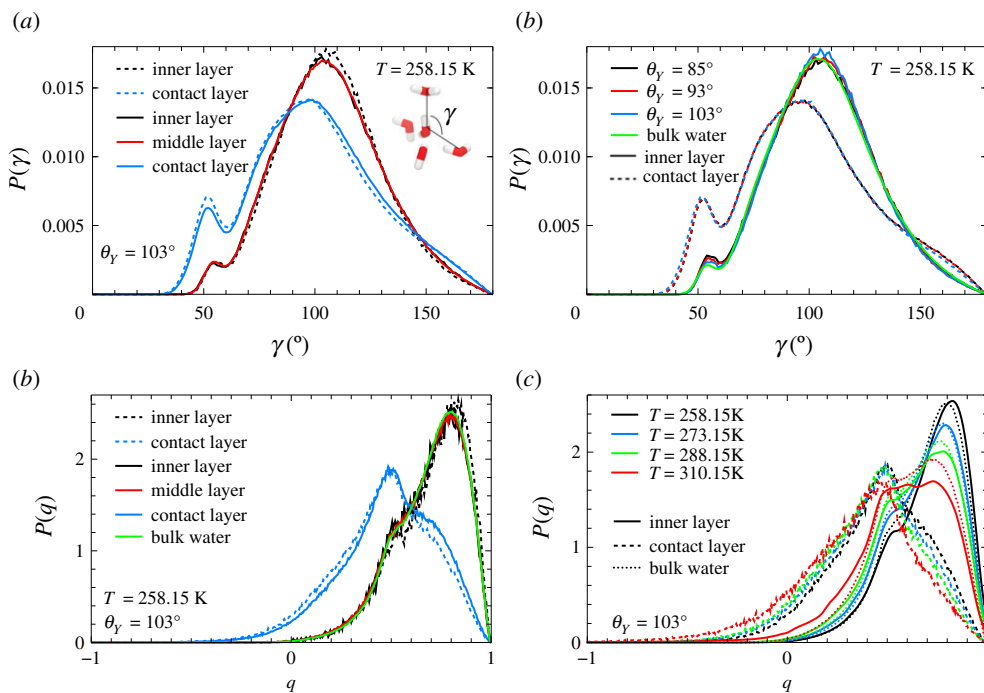 (a)
inner layer
contact layer
inner layer
middle layer
contact layer
T = 258.15 K
γ
θY = 103°
P(γ)
0.015
0.010
0.005
0
50
100
150
γ (°)
(b)
θY = 85°
θY = 93°
θY = 103°
bulk water
inner layer
contact layer
T = 258.15 K
P(γ)
0.015
0.010
0.005
0
50
100
150
γ (°)
(b)
inner layer
contact layer
inner layer
middle layer
contact layer
bulk water
T = 258.15 K
θY = 103°
P(q)
2
1
0
−1
0
1
q
(c)
T = 258.15K
T = 273.15K
T = 288.15K
T = 310.15K
inner layer
contact layer
bulk water
θY = 103°
P(q)
2
1
0
−1
0
q